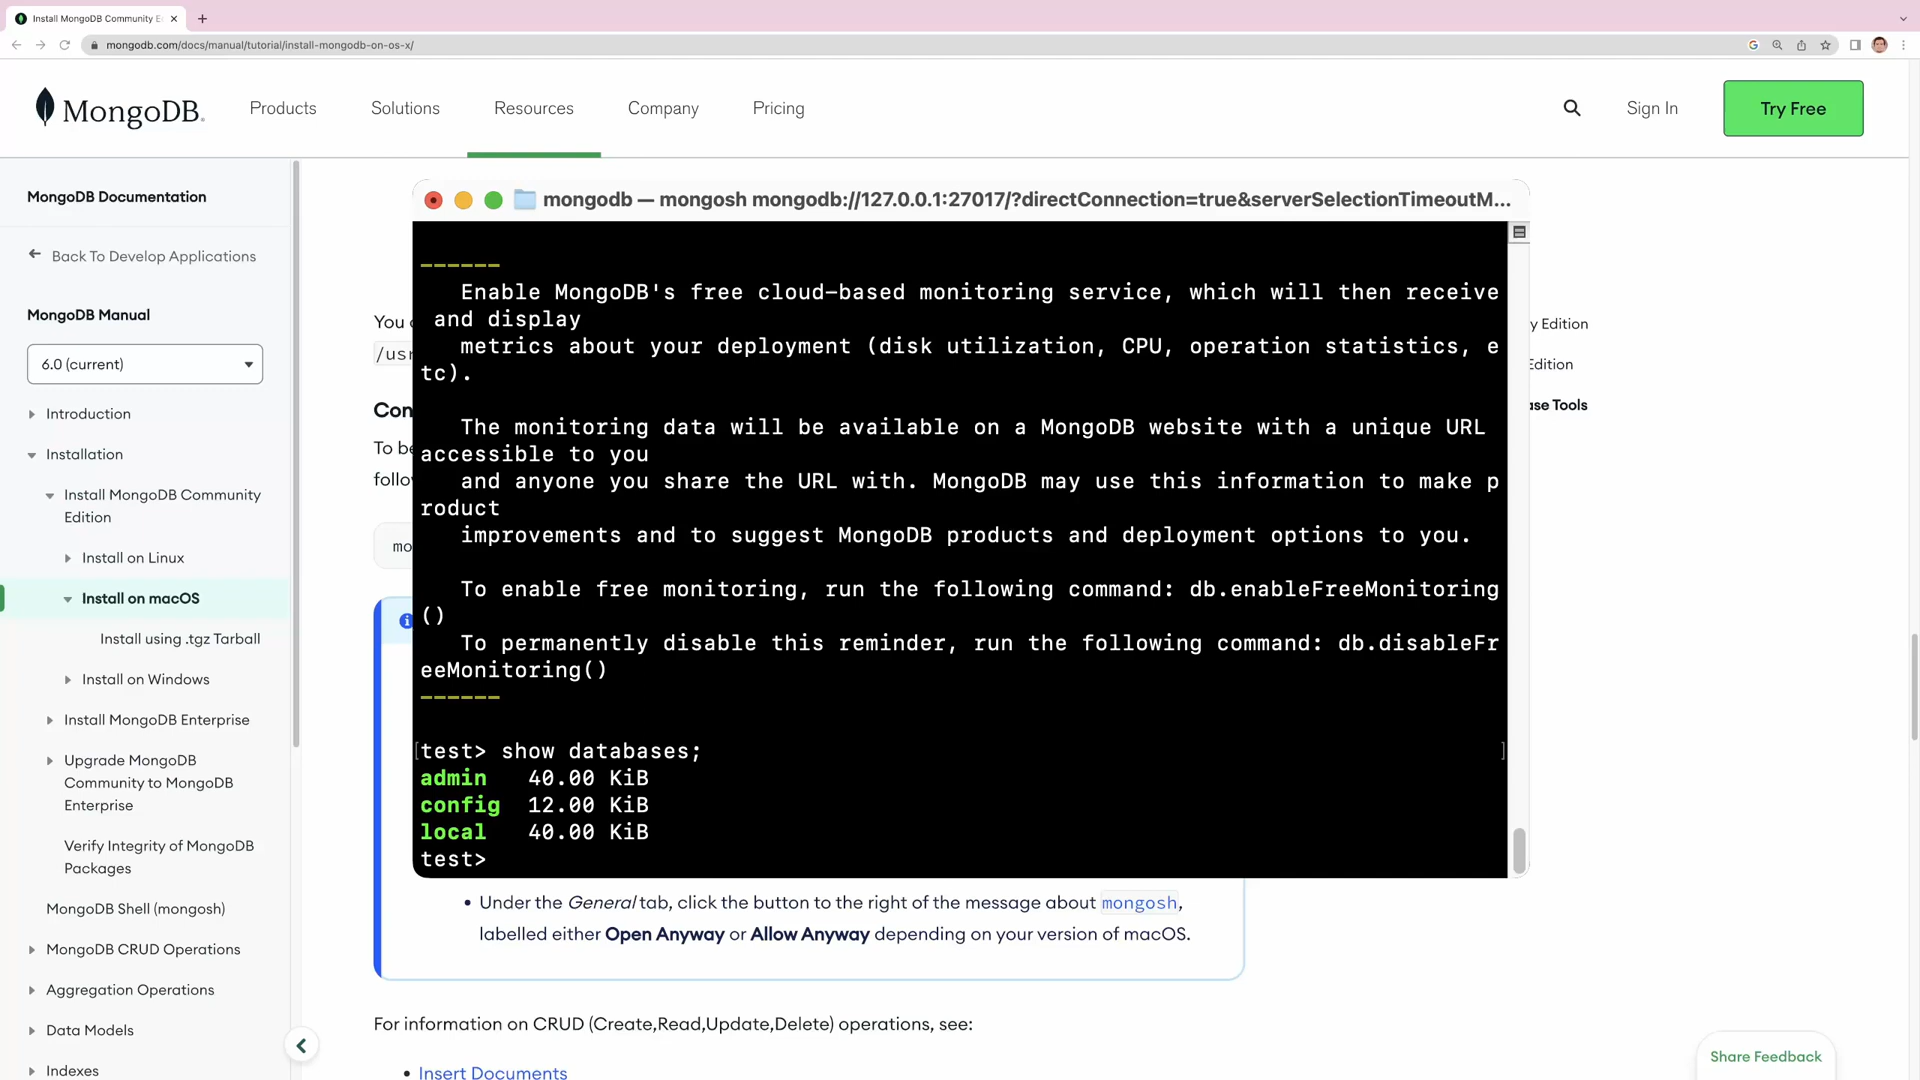 Install MongoDB Community E
mongodb.com/docs/manual/tutorial/install-mongodb-on-os-x/
MongoDB.
Products
Solutions
Resources
Company
Pricing
Sign In
Try Free
MongoDB Documentation
Back To Develop Applications
MongoDB Manual
6.0 (current)
Introduction
Installation
Install MongoDB Community
Edition
Install on Linux
Install on macOS
Install using .tgz Tarball
Install on Windows
Install MongoDB Enterprise
Upgrade MongoDB
Community to MongoDB
Enterprise
Verify Integrity of MongoDB
Packages
MongoDB Shell (mongosh)
MongoDB CRUD Operations
Aggregation Operations
Data Models
Indexes
You
/usr
Con
To be
follo
mo
mongodb — mongosh mongodb://127.0.0.1:27017/?directConnection=true&serverSelectionTimeoutM...
------
Enable MongoDB's free cloud-based monitoring service, which will then receive
and display
metrics about your deployment (disk utilization, CPU, operation statistics, e
tc).
The monitoring data will be available on a MongoDB website with a unique URL
accessible to you
and anyone you share the URL with. MongoDB may use this information to make p
roduct
improvements and to suggest MongoDB products and deployment options to you.
To enable free monitoring, run the following command: db.enableFreeMonitoring
()
To permanently disable this reminder, run the following command: db.disableFr
eeMonitoring()
------
[test> show databases; ]
admin 40.00 KiB
config 12.00 KiB
local 40.00 KiB
test>
y Edition
Edition
ase Tools
• Under the General tab, click the button to the right of the message about mongosh,
labelled either Open Anyway or Allow Anyway depending on your version of macOS.
For information on CRUD (Create,Read,Update,Delete) operations, see:
• Insert Documents
Share Feedback